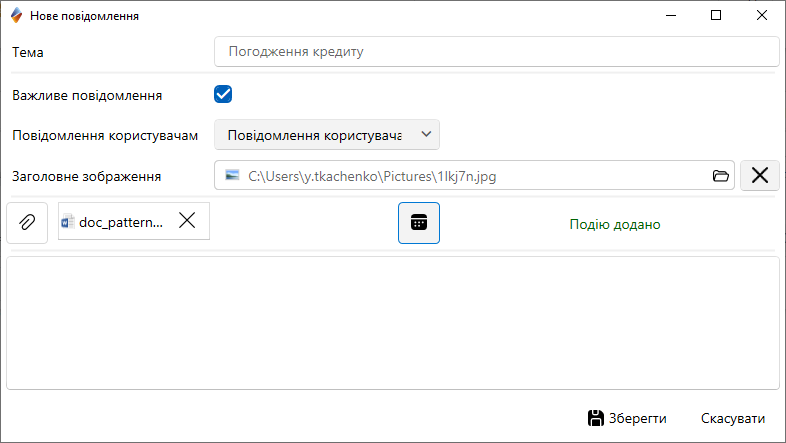 Нове повідомлення
Тема
Погодження кредиту
Важливе повідомлення
Повідомлення користувачам
Повідомлення користувача
Заголовне зображення
C:\Users\y.tkachenko\Pictures\1lkj7n.jpg
doc_pattern...
Подію додано
Зберегти
Скасувати